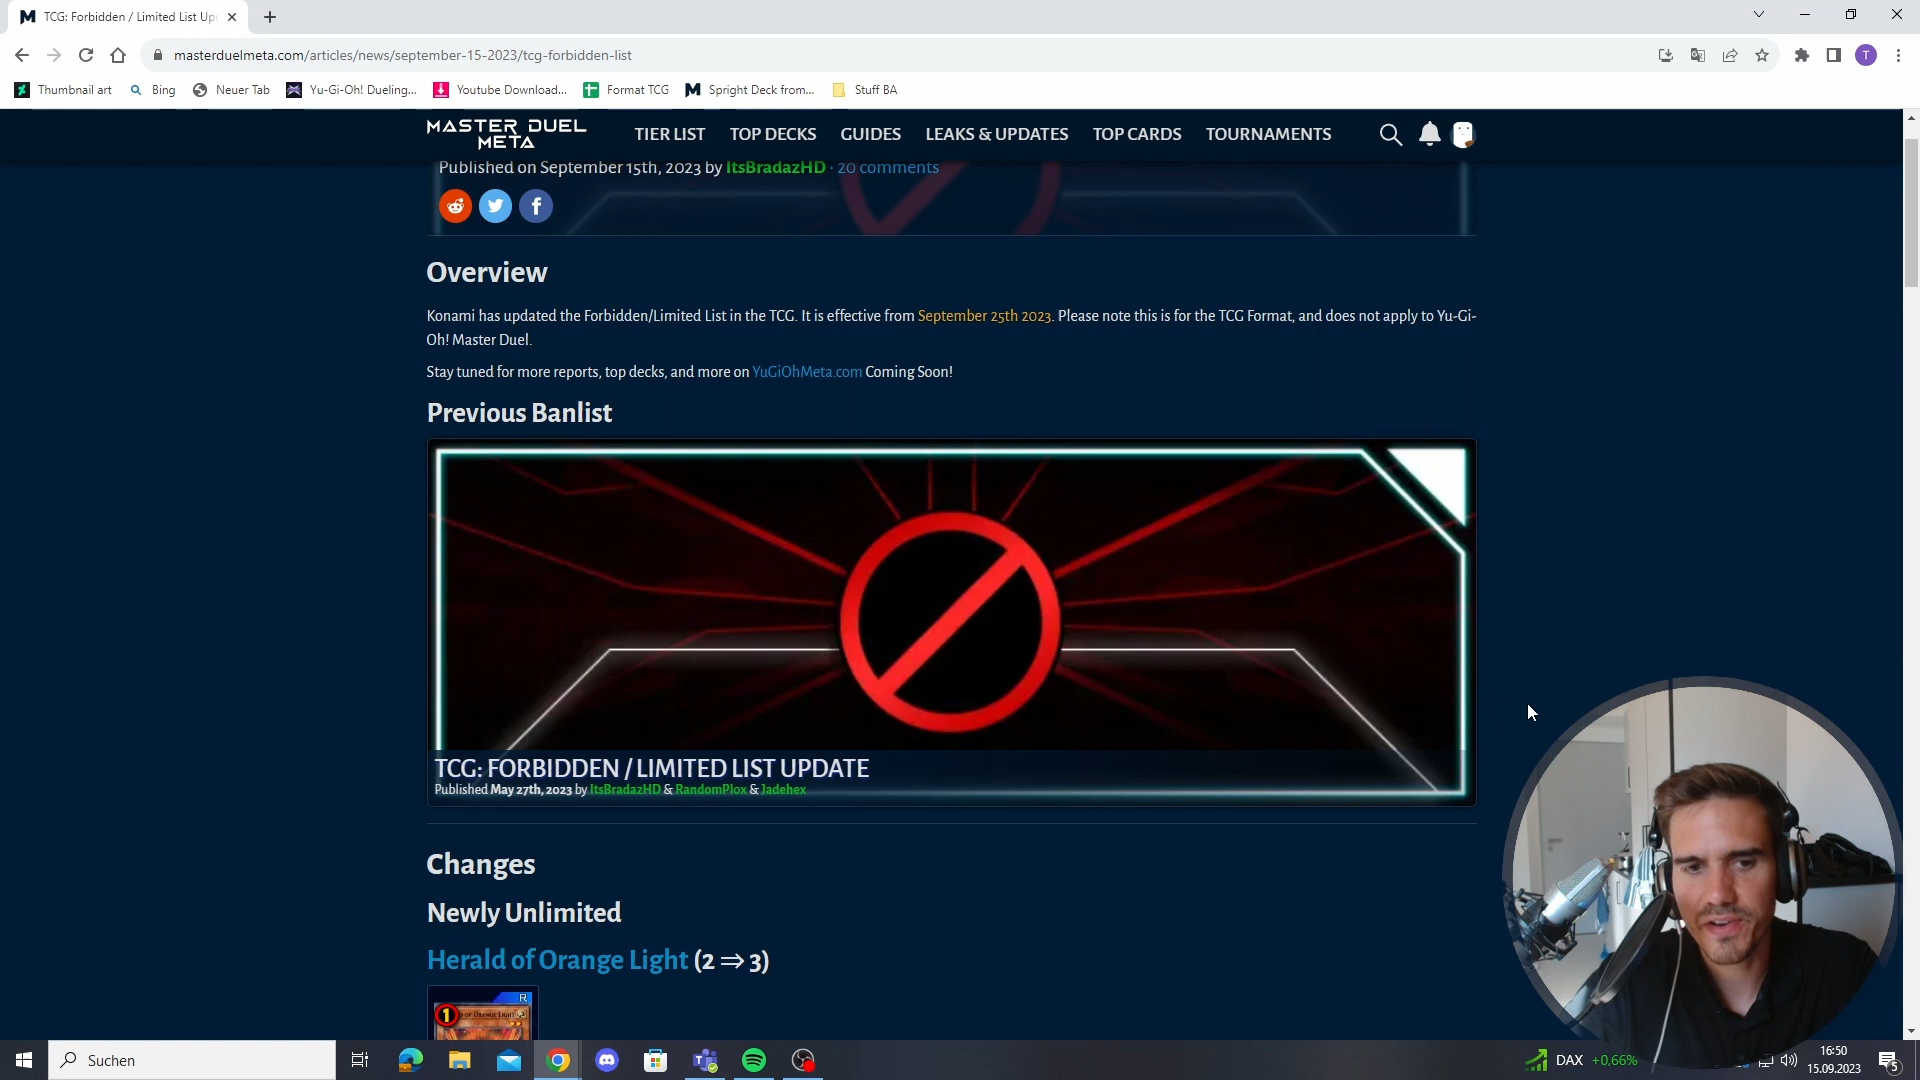 TCG: Forbidden / Limited List Up
masterduelmeta.com/articles/news/september-15-2023/tcg-forbidden-list
T
Thumbnail art
Bing
Neuer Tab
Yu-Gi-Oh! Dueling...
Youtube Download...
Format TCG
Spright Deck from...
Stuff BA
MASTER DUEL
META
TIER LIST
TOP DECKS
GUIDES
LEAKS & UPDATES
TOP CARDS
TOURNAMENTS
Published on September 15th, 2023 by ItsBradazHD · 20 comments
Overview
Konami has updated the Forbidden/Limited List in the TCG. It is effective from September 25th 2023. Please note this is for the TCG Format, and does not apply to Yu-Gi-
Oh! Master Duel.
Stay tuned for more reports, top decks, and more on YuGiOhMeta.com Coming Soon!
Previous Banlist
TCG: FORBIDDEN / LIMITED LIST UPDATE
Published May 27th, 2023 by ItsBradazHD & RandomPlox & Jadehex
Changes
Newly Unlimited
Herald of Orange Light (2 ⇒ 3)
R
1
OF ORANGE LIGHT
Suchen
DAX +0,66%
16:50
15.09.2023
5